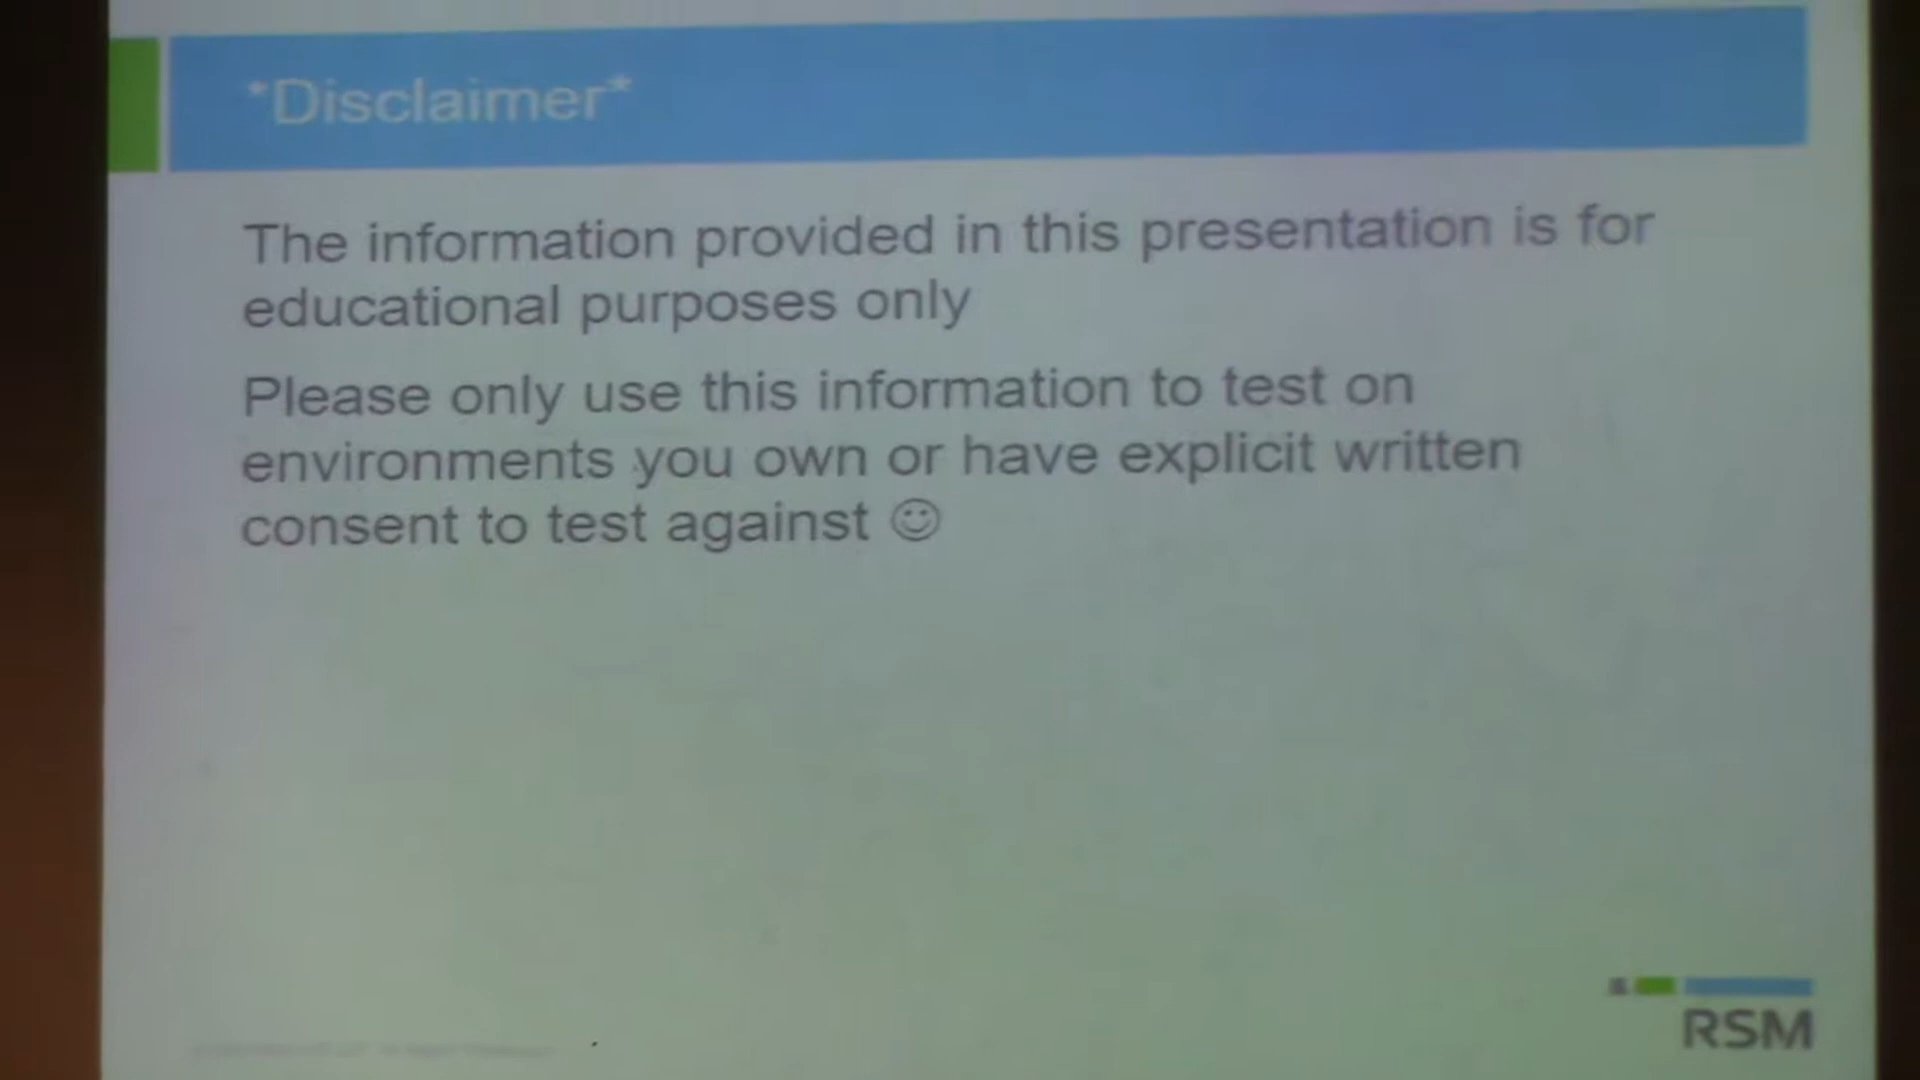 *Disclaimer*
The information provided in this presentation is for
educational purposes only
Please only use this information to test on
environments you own or have explicit written
consent to test against ☺
RSM